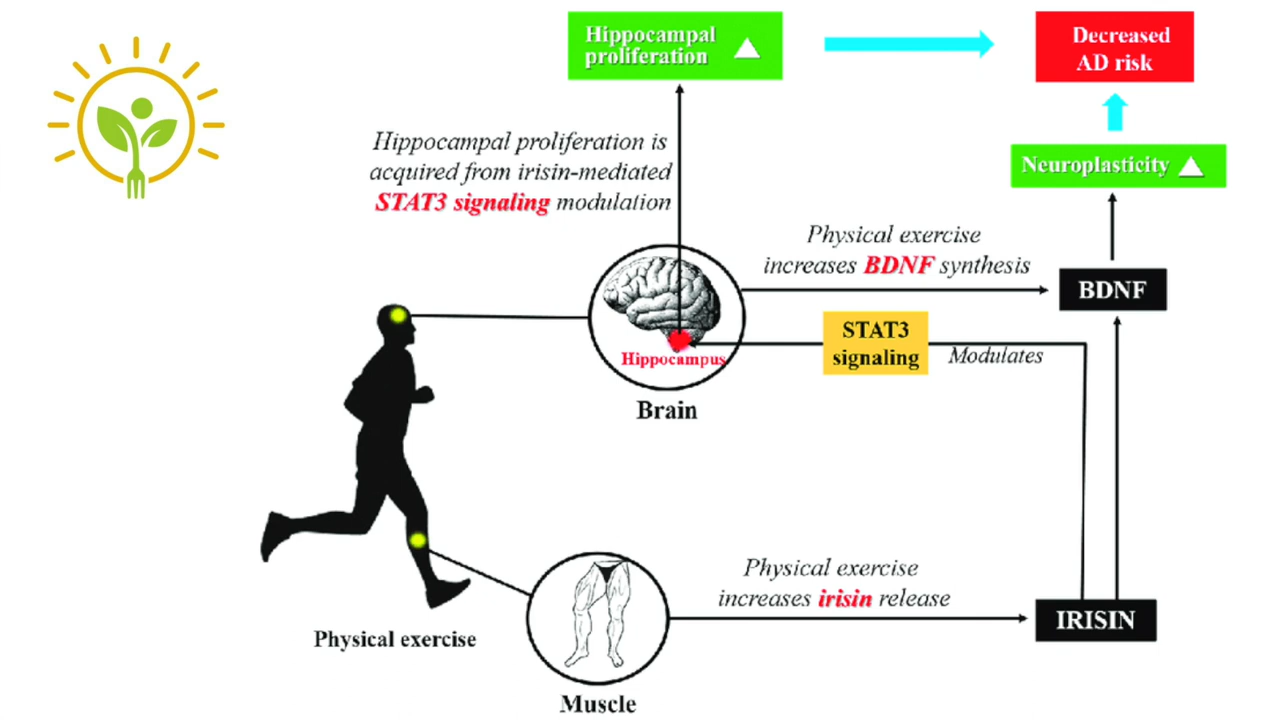 Hippocampal
proliferation
Decreased
AD risk
Hippocampal proliferation is
acquired from irisin-mediated
STAT3 signaling modulation
Neuroplasticity
Physical exercise
increases BDNF synthesis
BDNF
STAT3
signaling
Modulates
Hippocampus
Brain
Physical exercise
increases irisin release
IRISIN
Physical exercise
Muscle